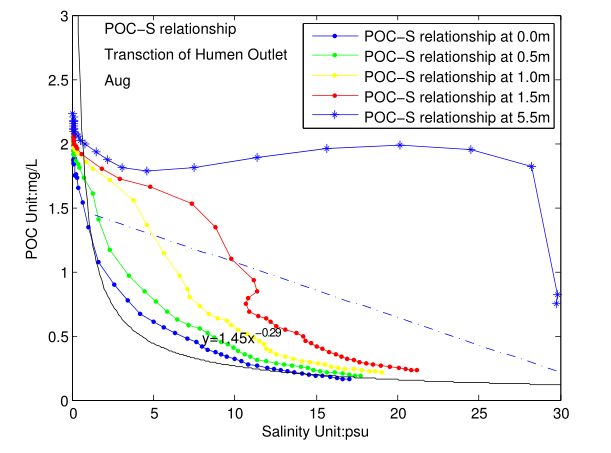 POC-S relationship
Transction of Human Outlet
Aug
POC-S relationship at 0.0m
POC-S relationship at 0.5m
POC-S relationship at 1.0m
POC-S relationship at 1.5m
POC-S relationship at 5.5m
3
2.5
2
1.5
1
0.5
0
POC Unit:mg/L
y=1.45x^-0.29
0 5 10 15 20 25 30
Salinity Unit:psu